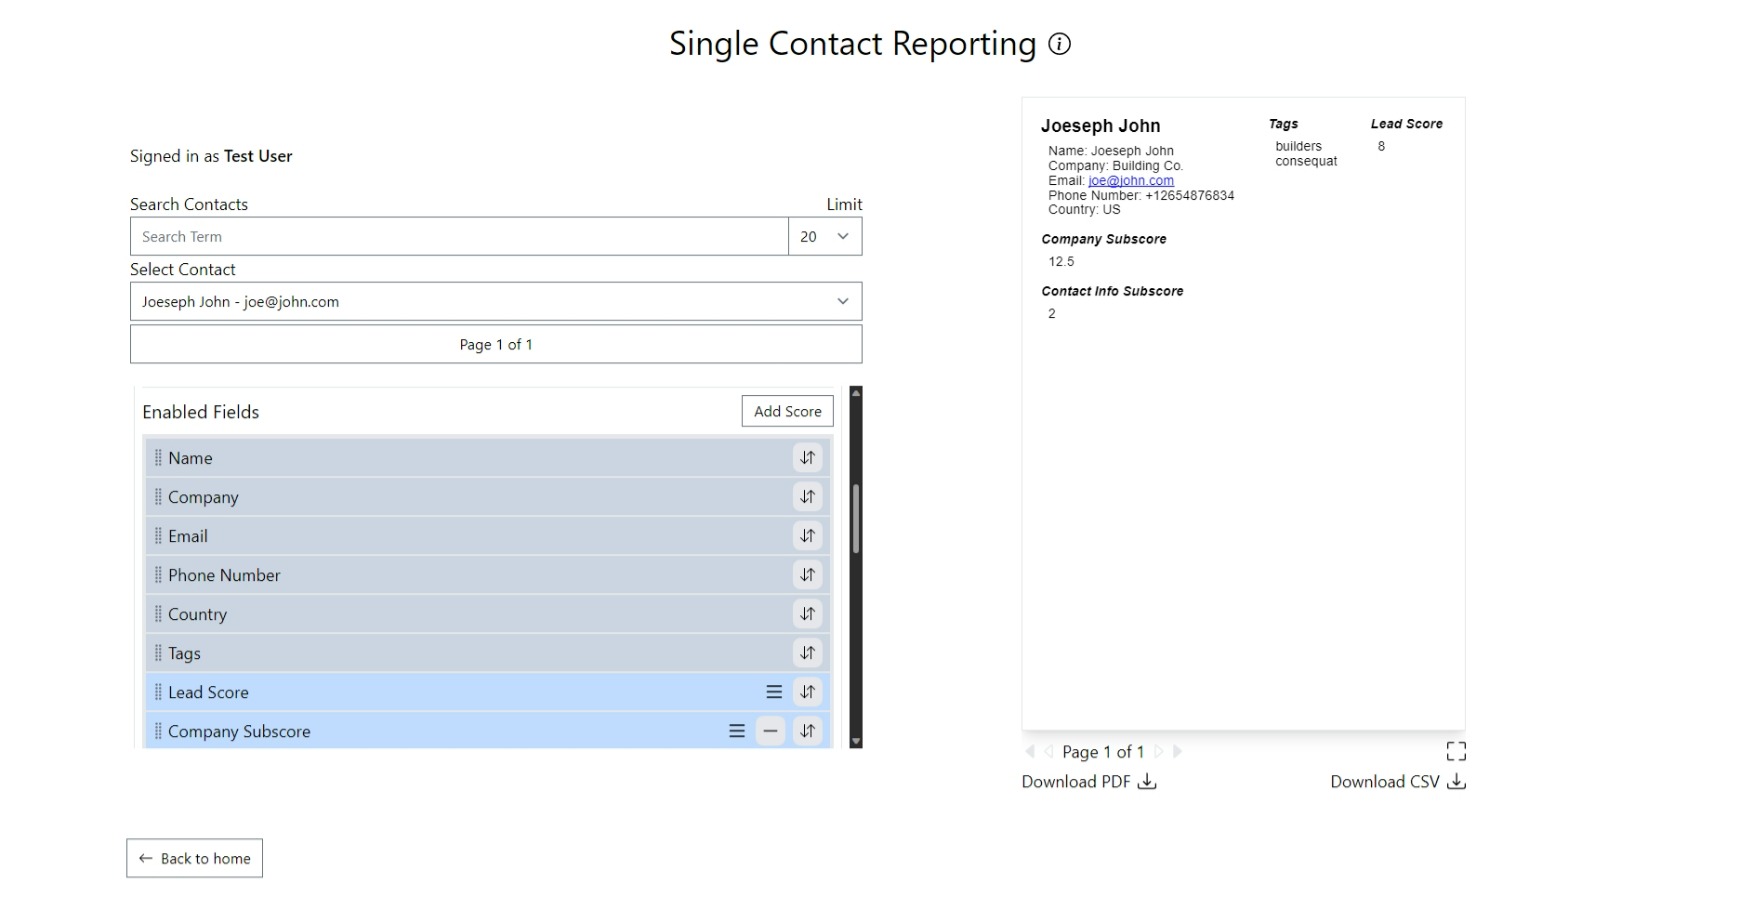 Single Contact Reporting
Signed in as Test User
Search Contacts
Limit
Search Term
20
Select Contact
Joeseph John - joe@john.com
Page 1 of 1
Enabled Fields
Add Score
Name
Company
Email
Phone Number
Country
Tags
Lead Score
Company Subscore
Back to home
Joeseph John
Name: Joeseph John
Company: Building Co.
Email: joe@john.com
Phone Number: +12654876834
Country: US
Tags
builders
consequat
Lead Score
8
Company Subscore
12.5
Contact Info Subscore
2
Page 1 of 1
Download PDF
Download CSV